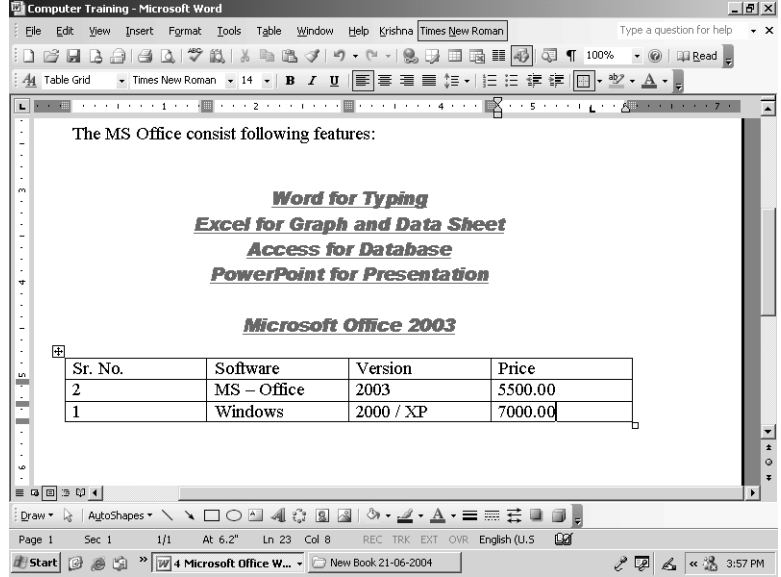 Computer Training - Microsoft Word
File Edit View Insert Format Tools Table Window Help Krishna Times New Roman Type a question for help
100% Read
Table Grid Times New Roman 14 B I U
1 2 4 5 7
The MS Office consist following features:
Word for Typing
Excel for Graph and Data Sheet
Access for Database
PowerPoint for Presentation
Microsoft Office 2003
Sr. No. Software Version Price
2 MS – Office 2003 5500.00
1 Windows 2000 / XP 7000.00
Draw AutoShapes
Page 1 Sec 1 1/1 At 6.2" Ln 23 Col 8 REC TRK EXT OVR English (U.S
Start 4 Microsoft Office W... New Book 21-06-2004 3:57 PM